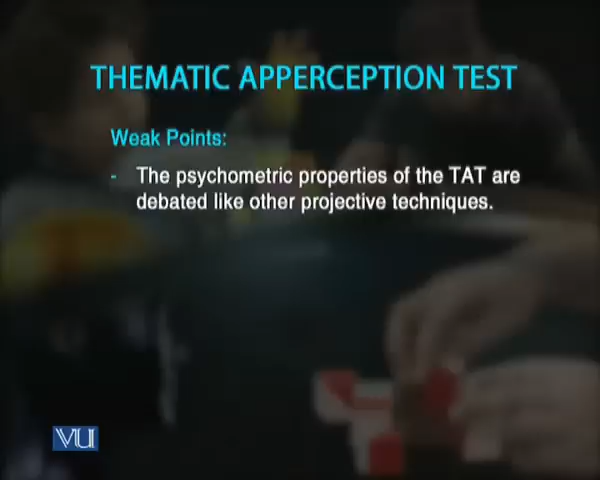 THEMATIC APPERCEPTION TEST
Weak Points:
- The psychometric properties of the TAT are
debated like other projective techniques.
VU